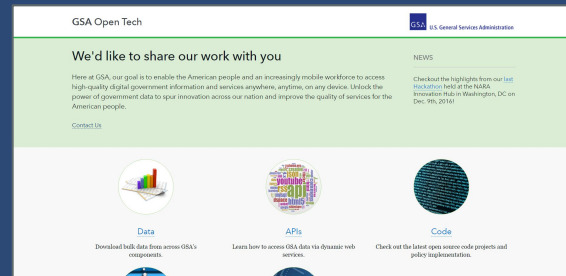 GSA Open Tech
GSA U.S. General Services Administration
We'd like to share our work with you
Here at GSA, our goal is to enable the American people and an increasingly mobile workforce to access
high-quality digital government information and services anywhere, anytime, on any device. Unlock the
power of government data to spur innovation across our nation and improve the quality of services for the
American people.
Contact Us
NEWS
Checkout the highlights from our last
Hackathon held at the NARA
Innovation Hub in Washington, DC on
Dec. 9th, 2016!
youtube
api
html5
Data
Download bulk data from across GSA's
components.
APIs
Learn how to access GSA data via dynamic web
services.
Code
Check out the latest open source code projects and
policy implementation.